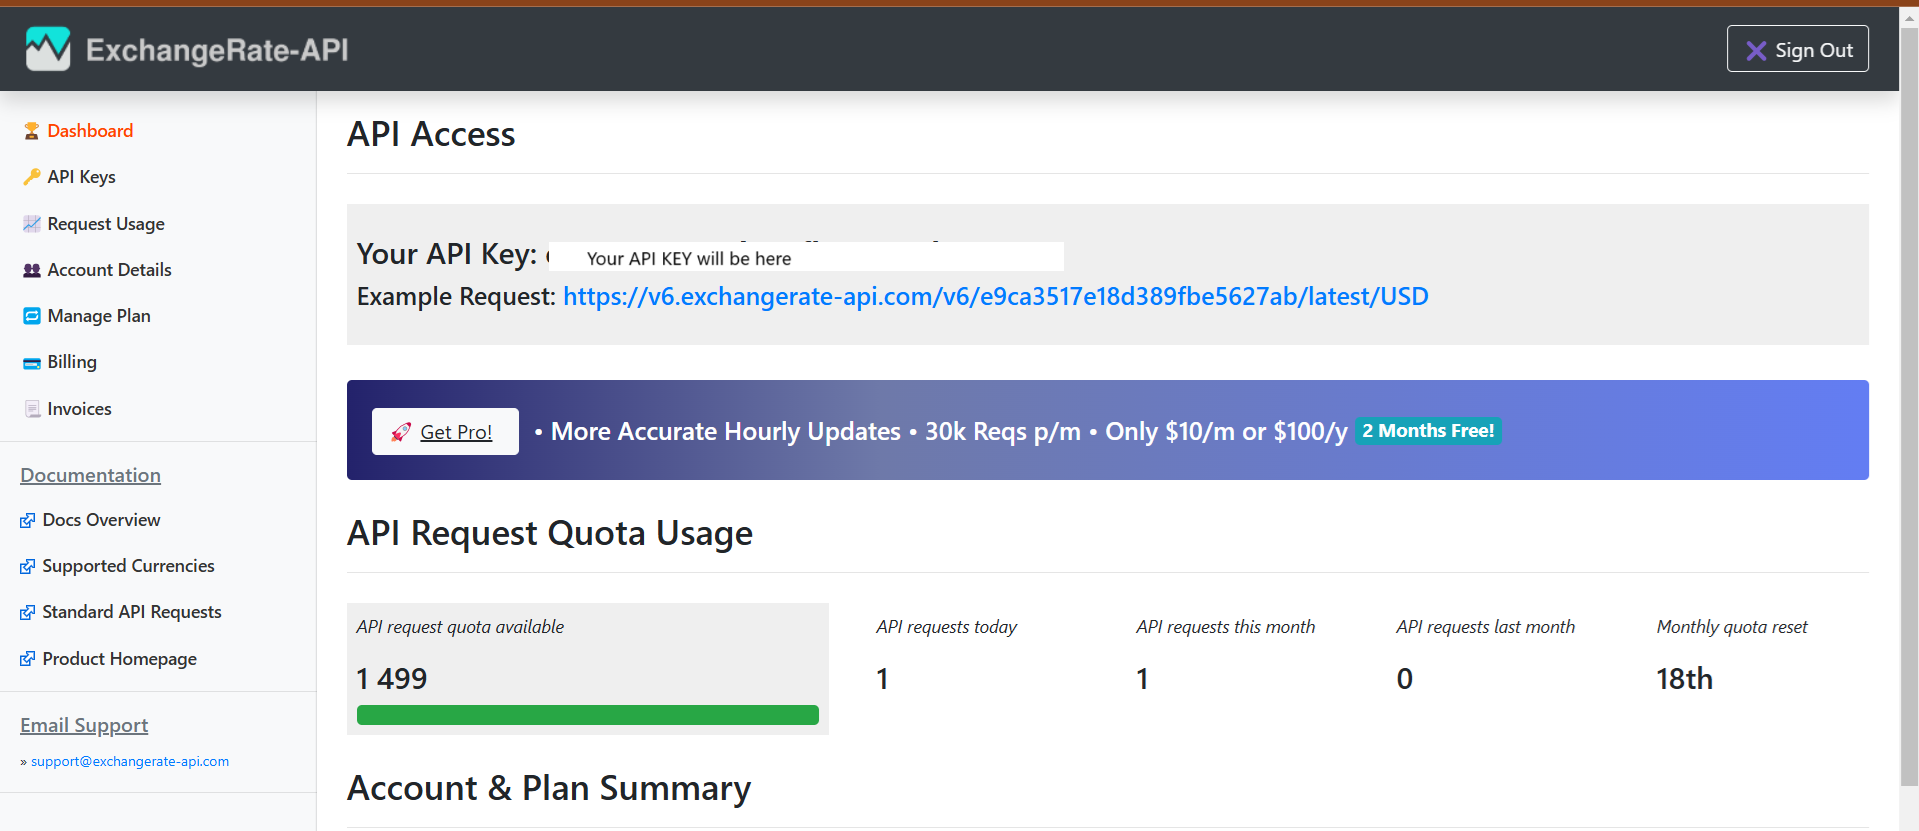 ExchangeRate-API
Sign Out
Dashboard
API Keys
Request Usage
Account Details
Manage Plan
Billing
Invoices
Documentation
Docs Overview
Supported Currencies
Standard API Requests
Product Homepage
Email Support
» support@exchangerate-api.com
API Access
Your API Key: Your API KEY will be here
Example Request: https://v6.exchangerate-api.com/v6/e9ca3517e18d389fbe5627ab/latest/USD
Get Pro! • More Accurate Hourly Updates • 30k Reqs p/m • Only $10/m or $100/y 2 Months Free!
API Request Quota Usage
API request quota available
1 499
API requests today
1
API requests this month
1
API requests last month
0
Monthly quota reset
18th
Account & Plan Summary